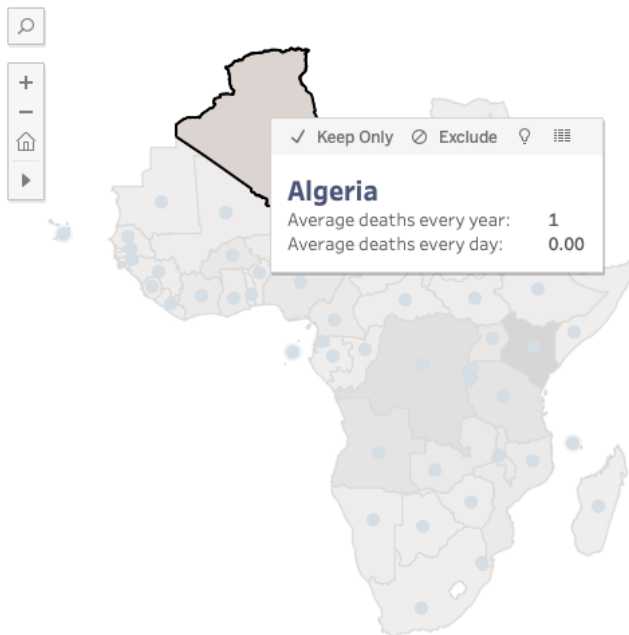 Keep Only Exclude
Algeria
Average deaths every year: 1
Average deaths every day: 0.00